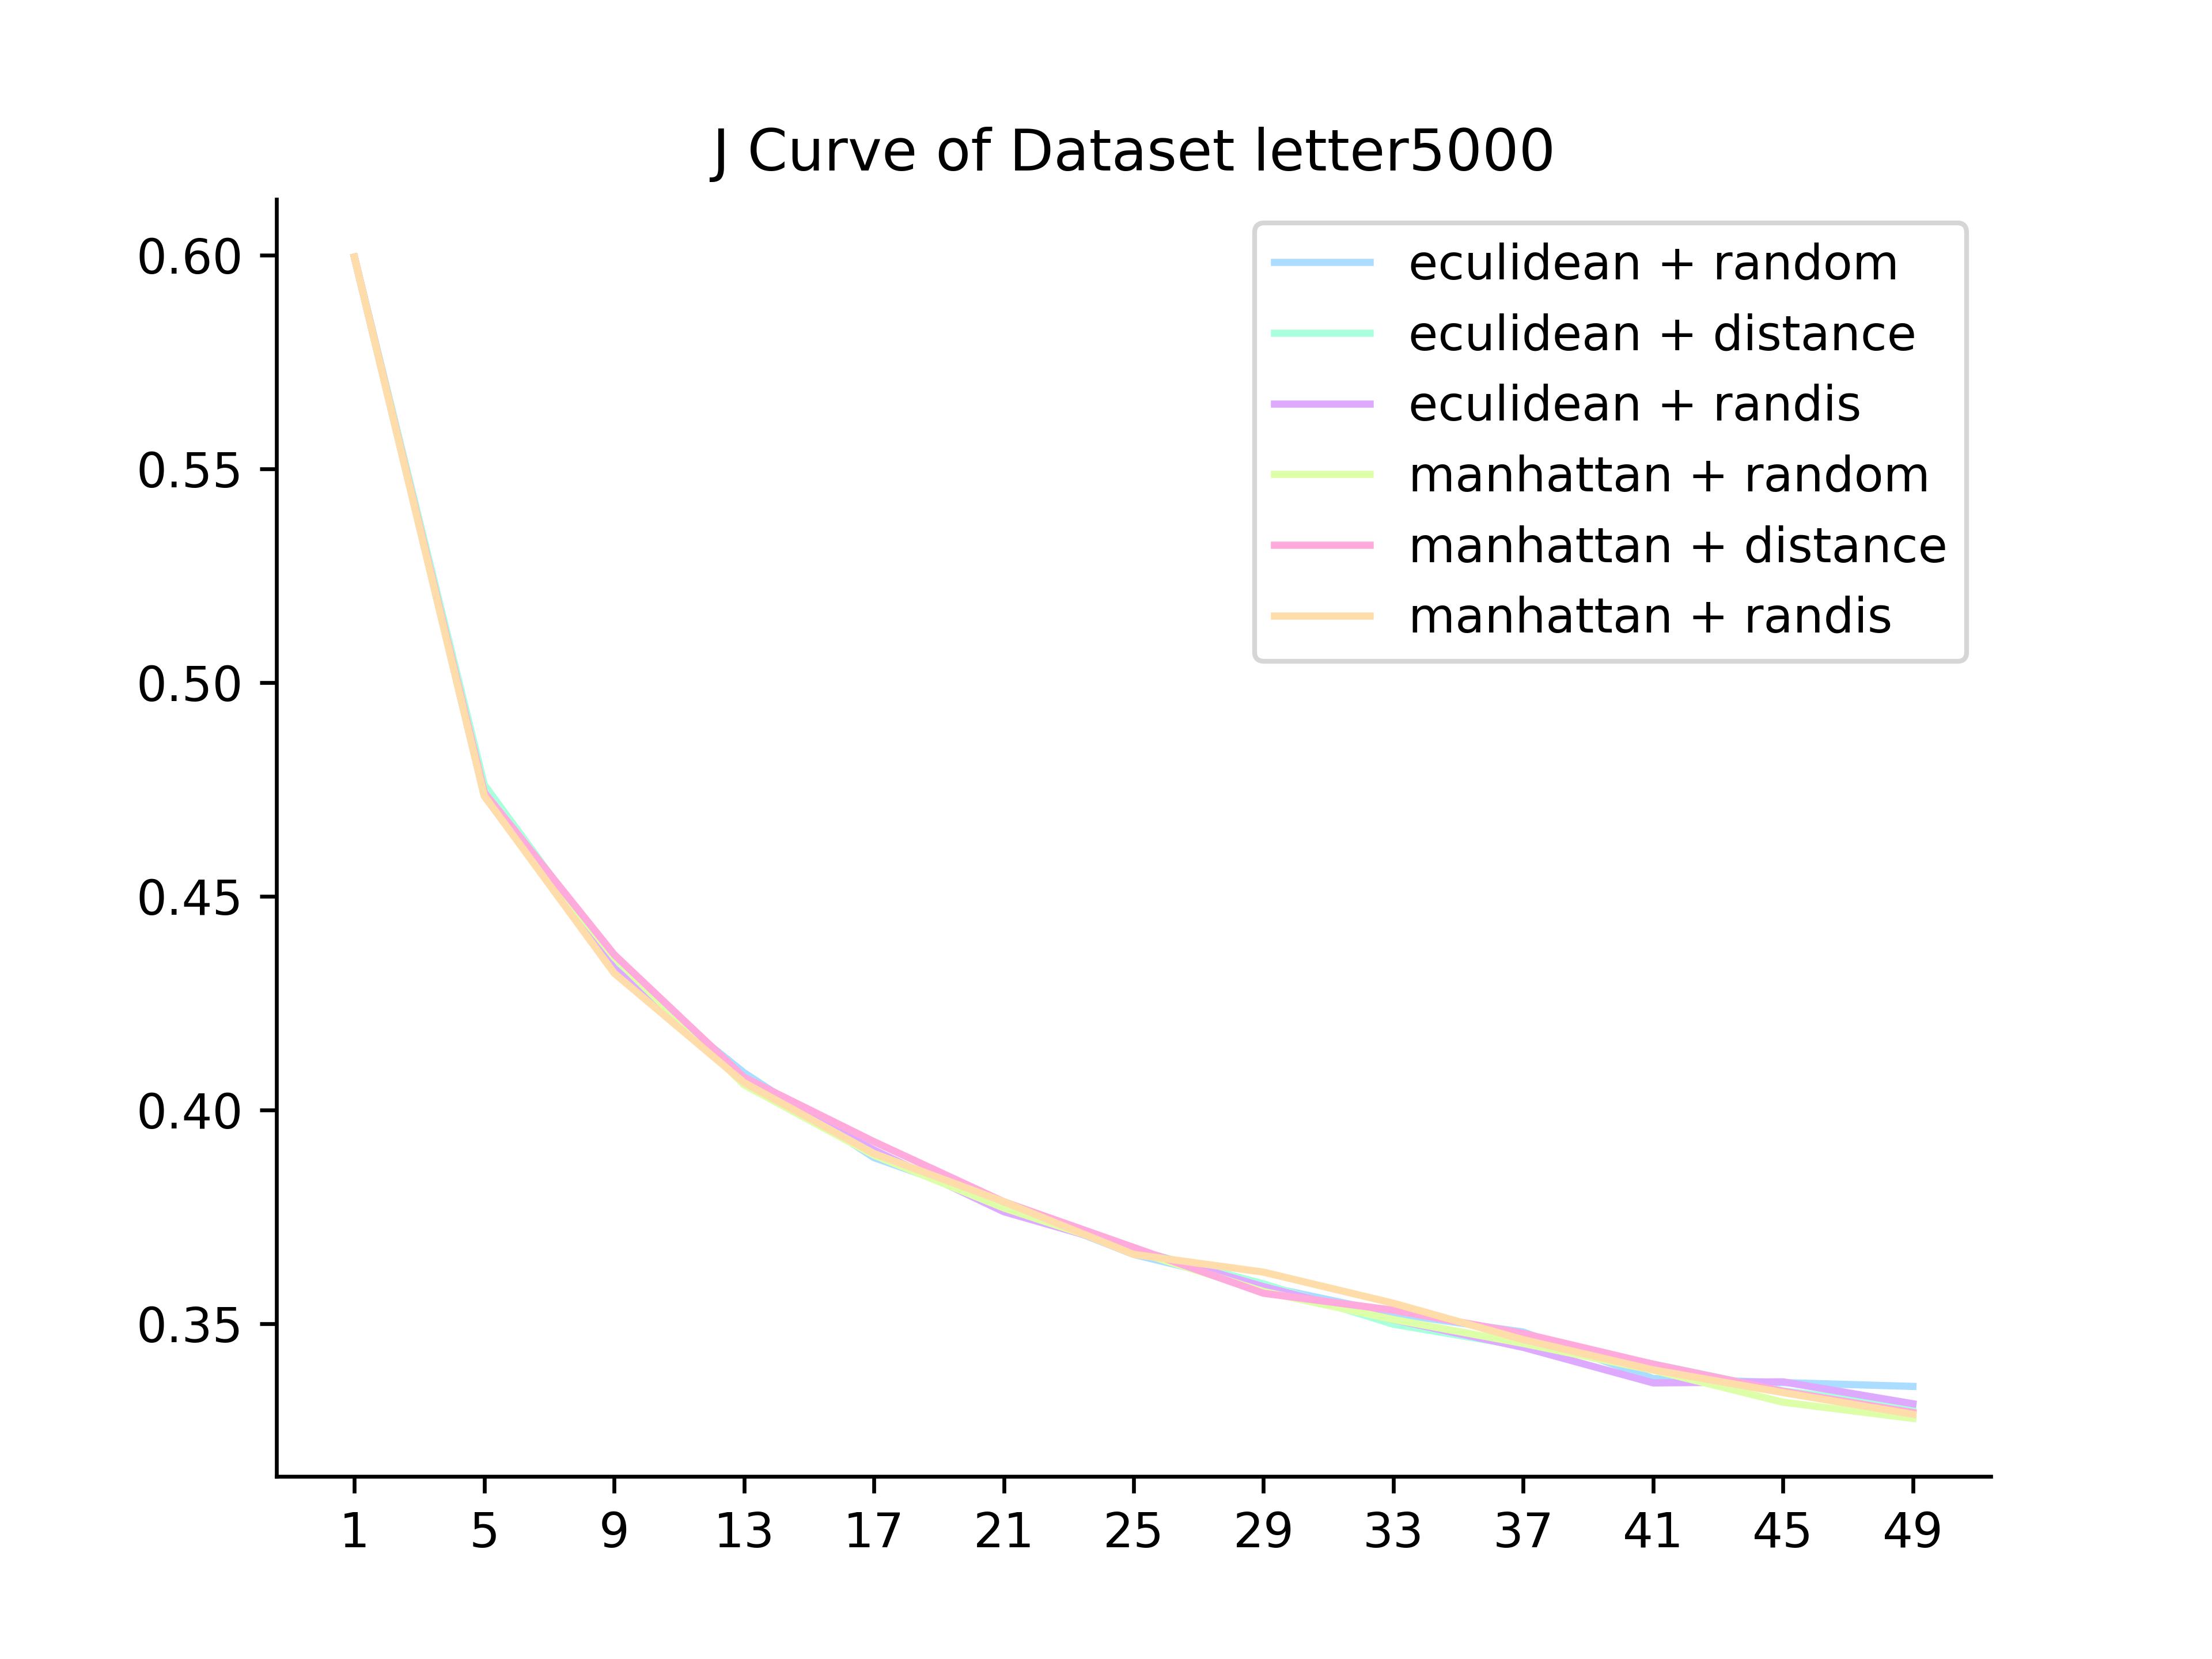 J Curve of Dataset letter5000
0.60
0.55
0.50
0.45
0.40
0.35
eculidean + random
eculidean + distance
eculidean + randis
manhattan + random
manhattan + distance
manhattan + randis
1 5 9 13 17 21 25 29 33 37 41 45 49